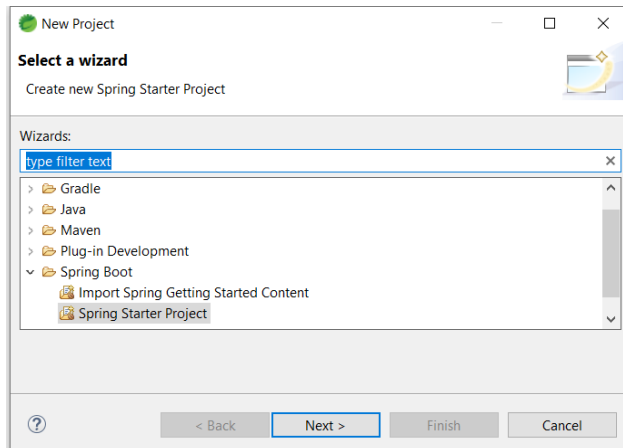 New Project
Select a wizard
Create new Spring Starter Project
Wizards:
type filter text
Gradle
Java
Maven
Plug-in Development
Spring Boot
Import Spring Getting Started Content
Spring Starter Project
?
< Back Next > Finish Cancel